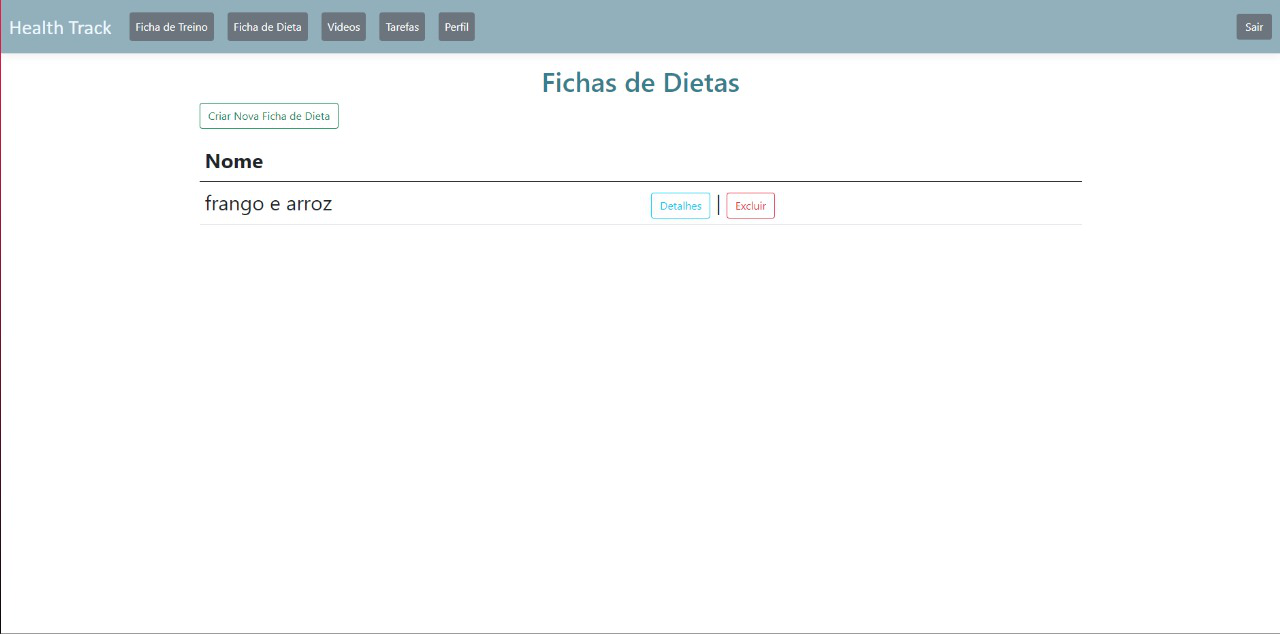 Health Track Ficha de Treino Ficha de Dieta Videos Tarefas Perfil Sair
Fichas de Dietas
Criar Nova Ficha de Dieta
Nome
frango e arroz Detalhes | Excluir